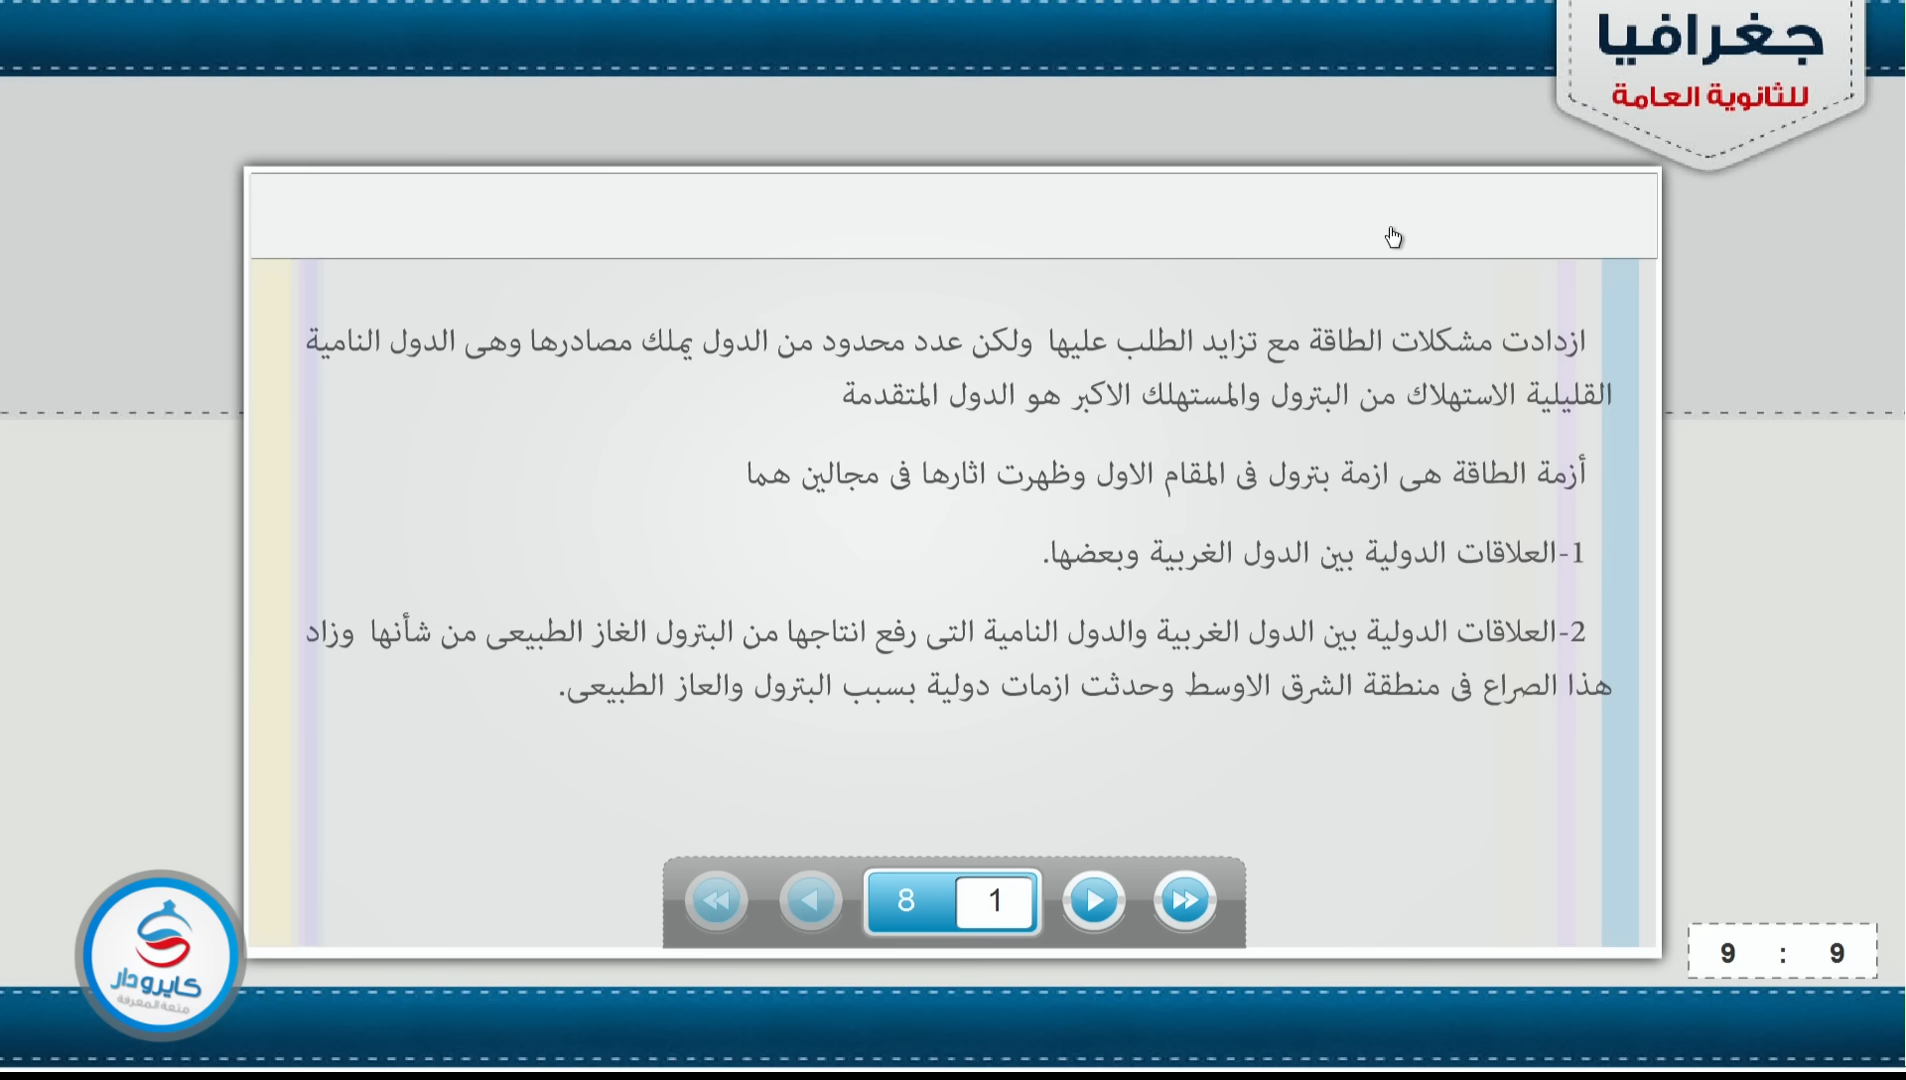 جغرافيا
للثانوية العامة
ازدادت مشكلات الطاقة مع تزايد الطلب عليها ولكن عدد محدود من الدول يملك مصادرها وهى الدول النامية
القليلية الاستهلاك من البترول والمستهلك الاكبر هو الدول المتقدمة
أزمة الطاقة هى ازمة بترول فى المقام الاول وظهرت اثارها فى مجالين هما
1-العلاقات الدولية بين الدول الغربية وبعضها.
2-العلاقات الدولية بين الدول الغربية والدول النامية التى رفع انتاجها من البترول الغاز الطبيعى من شأنها وزاد
هذا الصراع فى منطقة الشرق الاوسط وحدثت ازمات دولية بسبب البترول والعاز الطبيعى.
8 1
9 : 9
كايرودار
متعة المعرفة